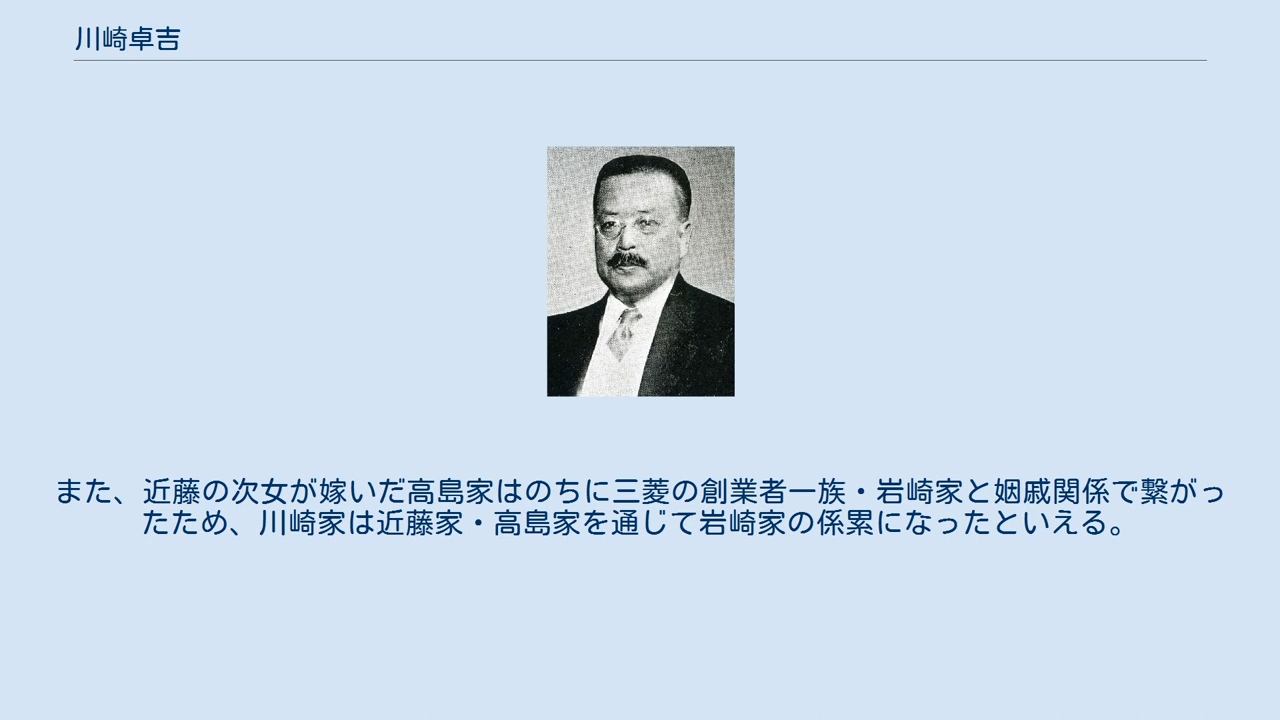 川崎卓吉
また、近藤の次女が嫁いだ高島家はのちに三菱の創業者一族・岩崎家と姻戚関係で繋がっ
たため、川崎家は近藤家・高島家を通じて岩崎家の係累になったといえる。